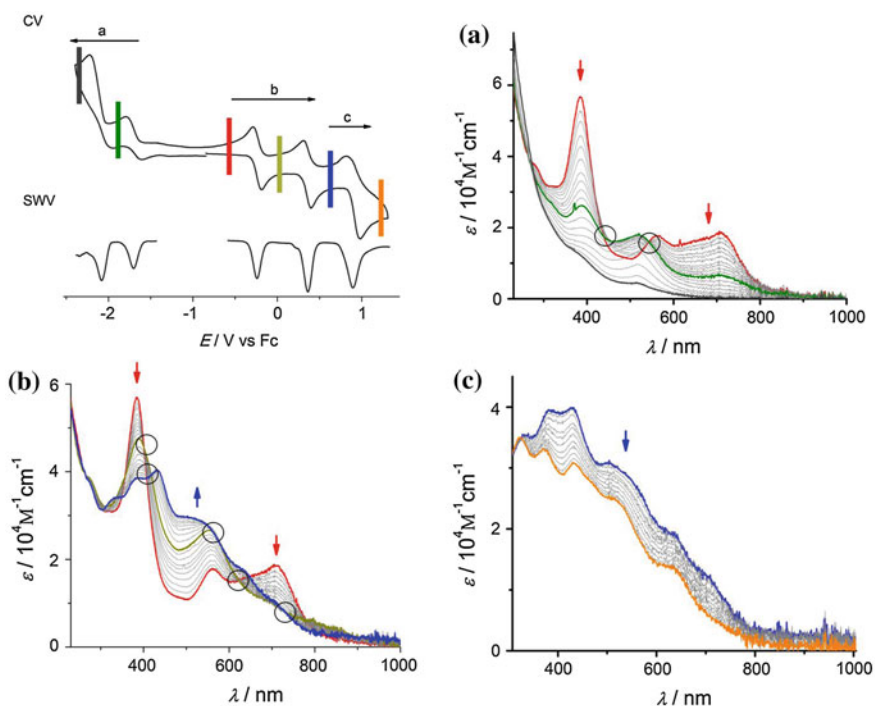 CV
a
b
c
SWV
-2
-1
0
1
E / V vs Fc
(a)
6
4
2
0
ε / 10⁴M⁻¹cm⁻¹
400
600
800
1000
λ / nm
(b)
6
4
2
0
ε / 10⁴M⁻¹cm⁻¹
400
600
800
1000
λ / nm
(c)
4
2
0
ε / 10⁴M⁻¹cm⁻¹
400
600
800
1000
λ / nm